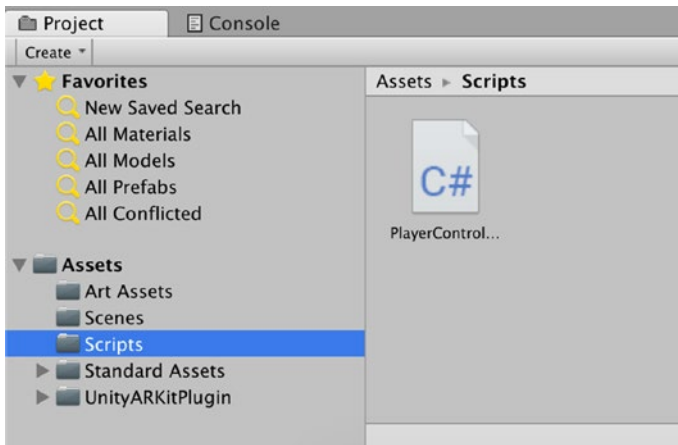 Project
Console
Create
Favorites
New Saved Search
All Materials
All Models
All Prefabs
All Conflicted
Assets
Art Assets
Scenes
Scripts
Standard Assets
UnityARKitPlugin
Assets ▸ Scripts
C#
PlayerControl...